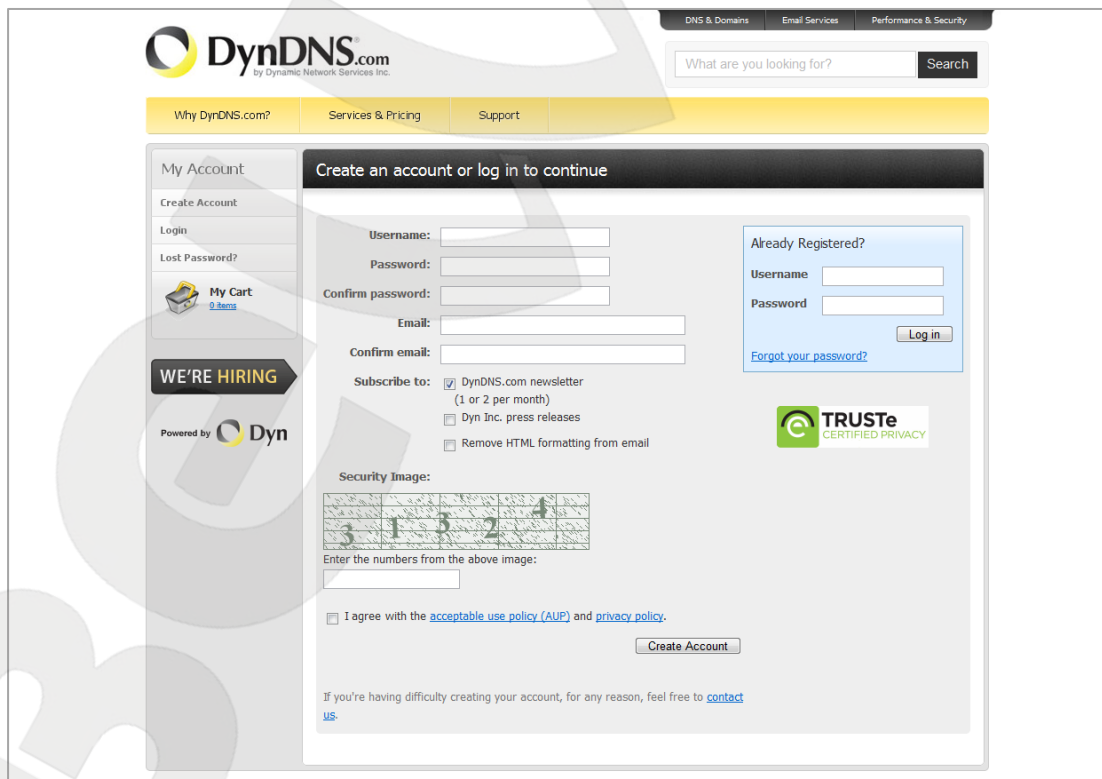 DNS & Domains Email Services Performance & Security
DynDNS.com
by Dynamic Network Services Inc.
What are you looking for? Search
Why DynDNS.com? Services & Pricing Support
My Account
Create Account
Login
Lost Password?
My Cart
0 items
WE'RE HIRING
Powered by Dyn
Create an account or log in to continue
Username:
Password:
Confirm password:
Email:
Confirm email:
Subscribe to: DynDNS.com newsletter
(1 or 2 per month)
Dyn Inc. press releases
Remove HTML formatting from email
Security Image:
3 1 3 2 4
Enter the numbers from the above image:
I agree with the acceptable use policy (AUP) and privacy policy.
Create Account
If you're having difficulty creating your account, for any reason, feel free to contact
us.
Already Registered?
Username
Password
Log in
Forgot your password?
TRUSTe
CERTIFIED PRIVACY